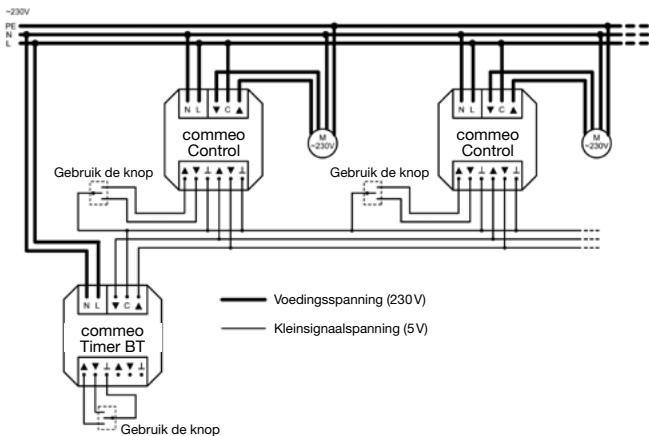 ~230V
PE
N
L
N L ▼ C ▲
commeo
Control
▲ ▼ ⊥ ▲ ▼ ⊥
M
~230V
Gebruik de knop
N L ▼ C ▲
commeo
Control
▲ ▼ ⊥ ▲ ▼ ⊥
M
~230V
Gebruik de knop
N L ▼ C ▲
commeo
Timer BT
▲ ▼ ⊥ ▲ ▼ ⊥
Gebruik de knop
Voedingsspanning (230 V)
Kleinsignaalspanning (5 V)